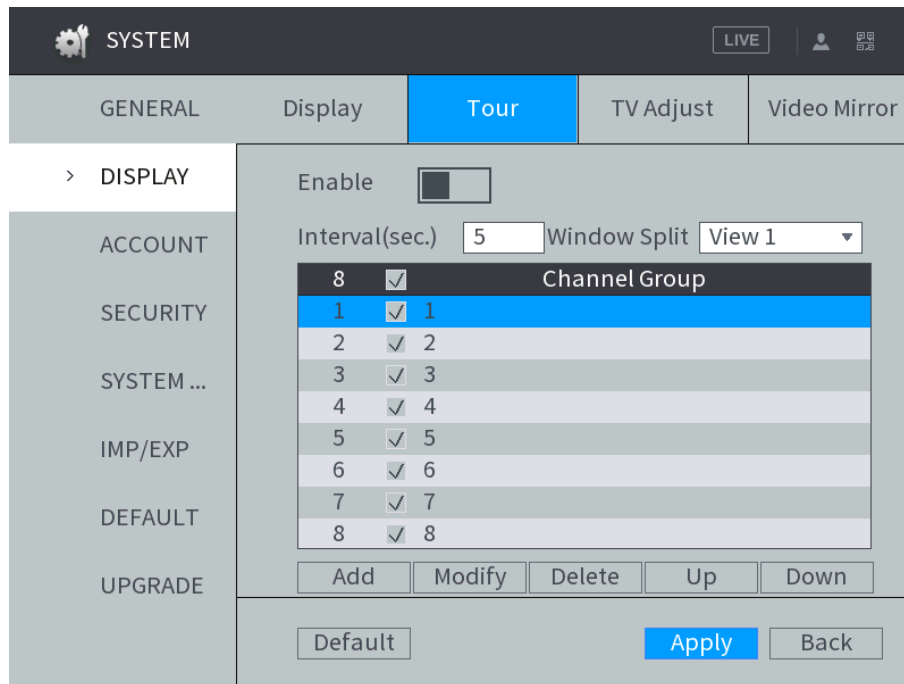 SYSTEM LIVE
GENERAL Display Tour TV Adjust Video Mirror
> DISPLAY Enable
ACCOUNT Interval(sec.) 5 Window Split View 1
8 Channel Group
SECURITY 1 1
2 2
SYSTEM ... 3 3
4 4
IMP/EXP 5 5
6 6
DEFAULT 7 7
8 8
UPGRADE Add Modify Delete Up Down
Default Apply Back